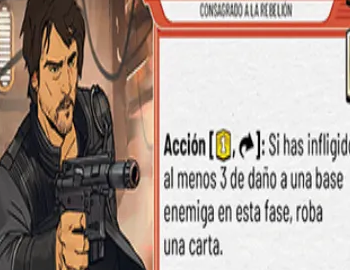 CONSAGRADO A LA REBELIÓN
Acción [1, ]: Si has infligido
al menos 3 de daño a una base
enemiga en esta fase, roba
una carta.